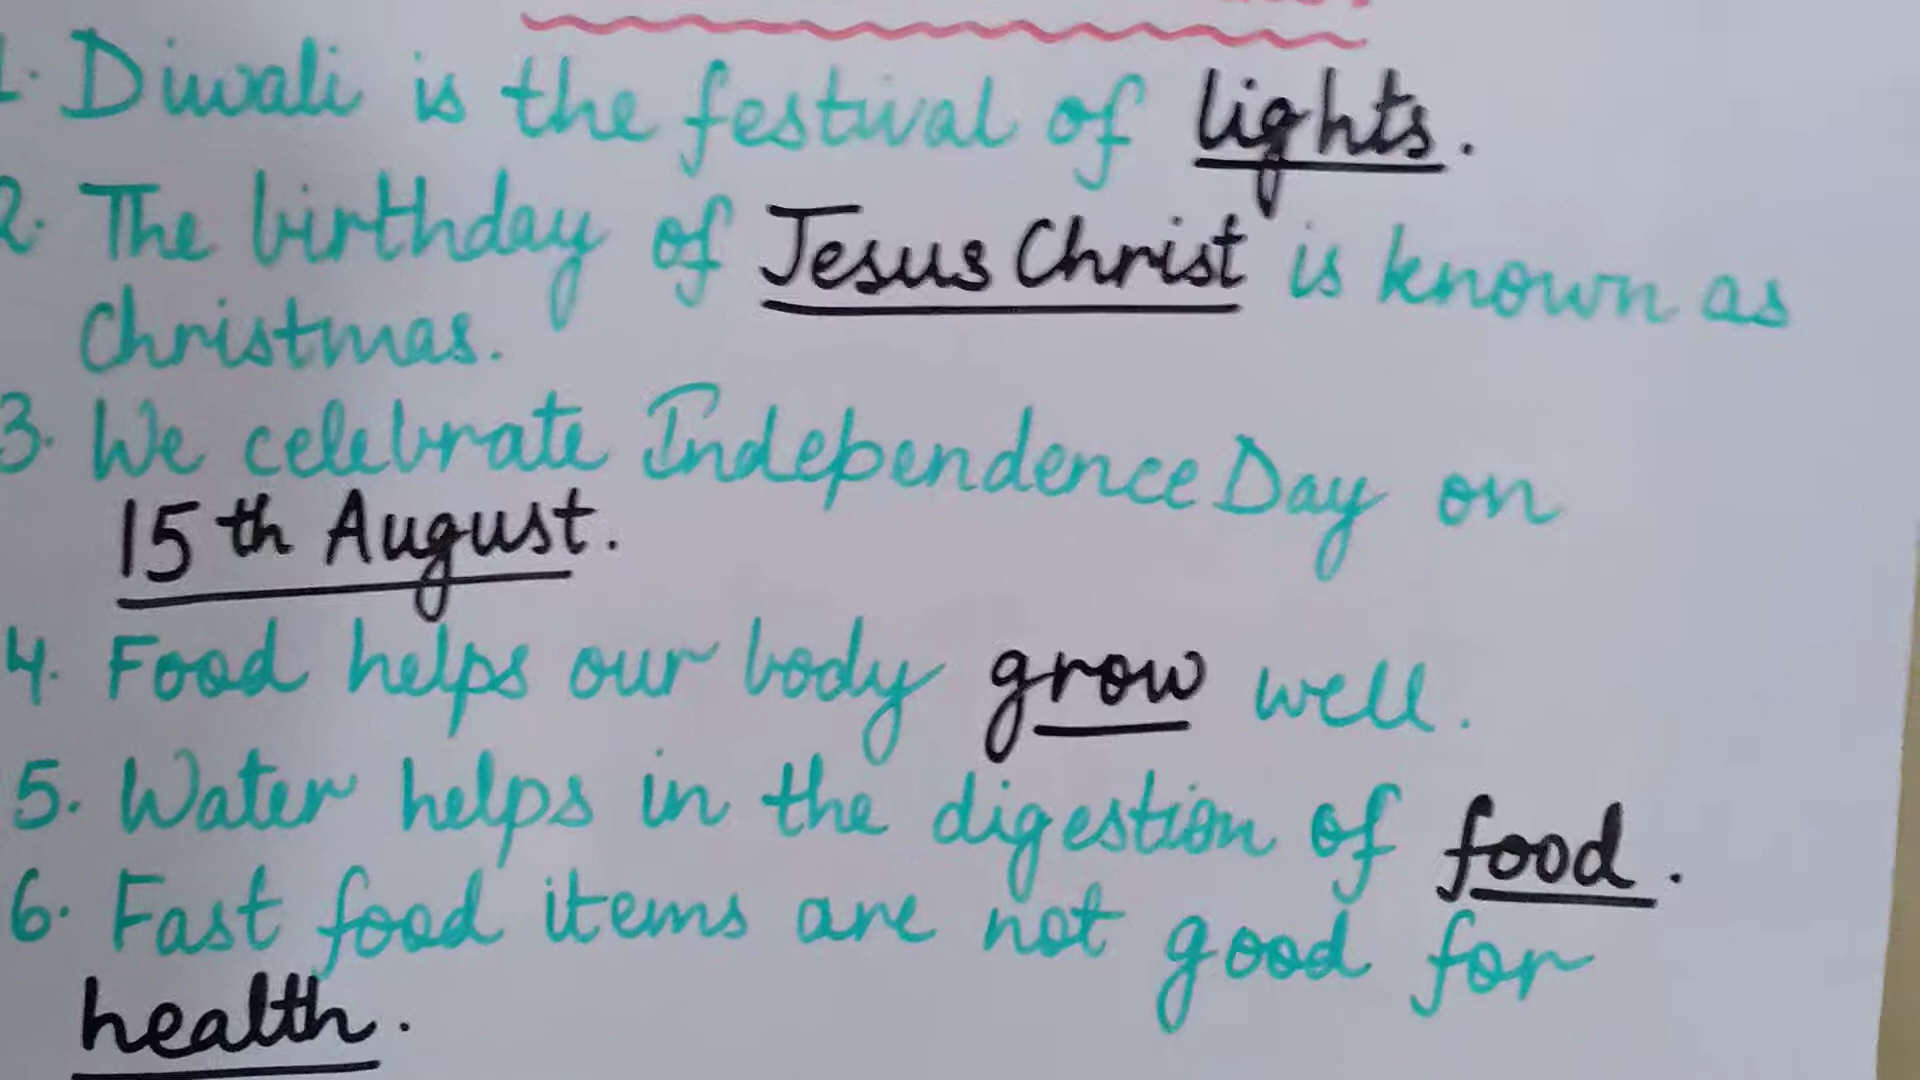 1. Diwali is the festival of lights.
2. The birthday of Jesus Christ is known as
Christmas.
3. We celebrate Independence Day on
15th August.
4. Food helps our body grow well.
5. Water helps in the digestion of food.
6. Fast food items are not good for
health.